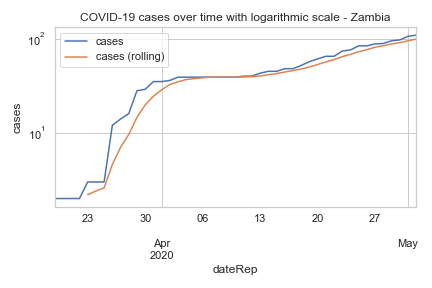 COVID-19 cases over time with logarithmic scale - Zambia
cases
cases (rolling)
10²
10¹
cases
23
30
06
13
20
27
Apr
2020
May
dateRep